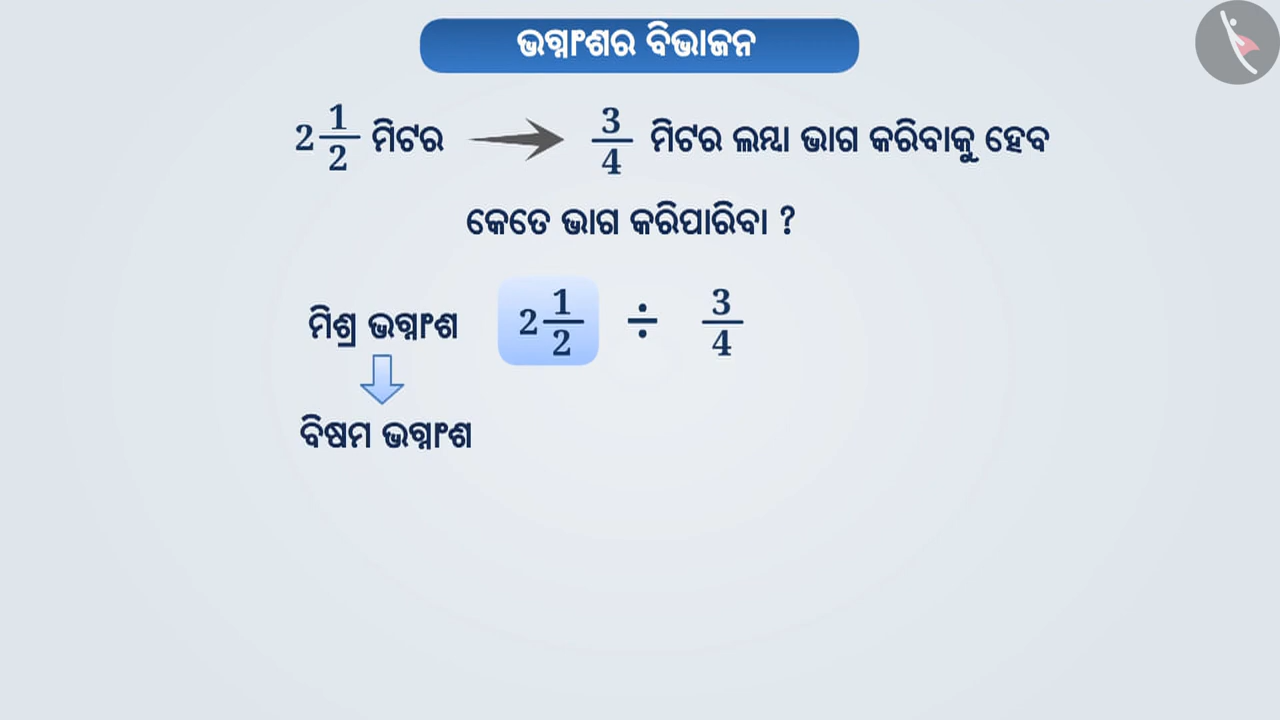 ଭଗ୍ନାଂଶର ବିଭାଜନ
2 1/2 ମିଟର → 3/4 ମିଟର ଲମ୍ବା ଭାଗ କରିବାକୁ ହେବ
କେତେ ଭାଗ କରିପାରିବା ?
ମିଶ୍ର ଭଗ୍ନାଂଶ 2 1/2 ÷ 3/4
ବିଷମ ଭଗ୍ନାଂଶ